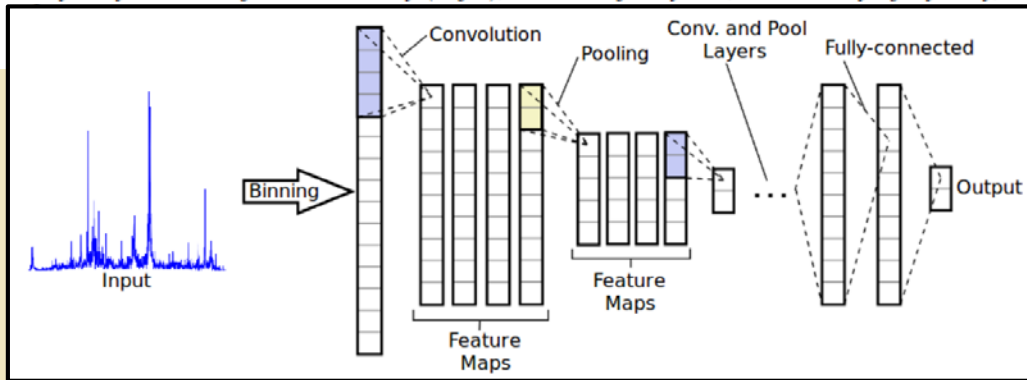 Convolution
Conv. and Pool
Layers
Fully-connected
Pooling
Binning
Output
Input
Feature
Maps
Feature
Maps